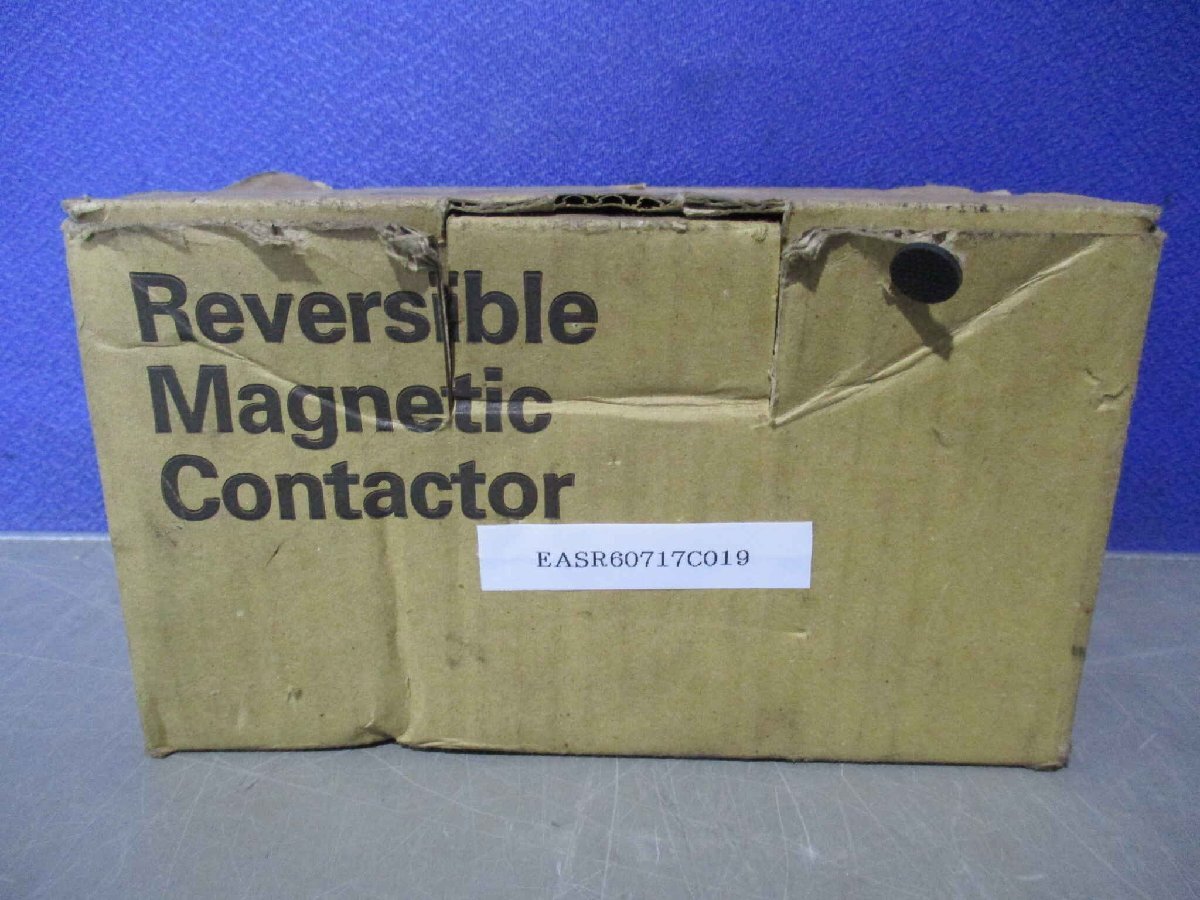 Reversible
Magnetic
Contactor
EASR60717C019